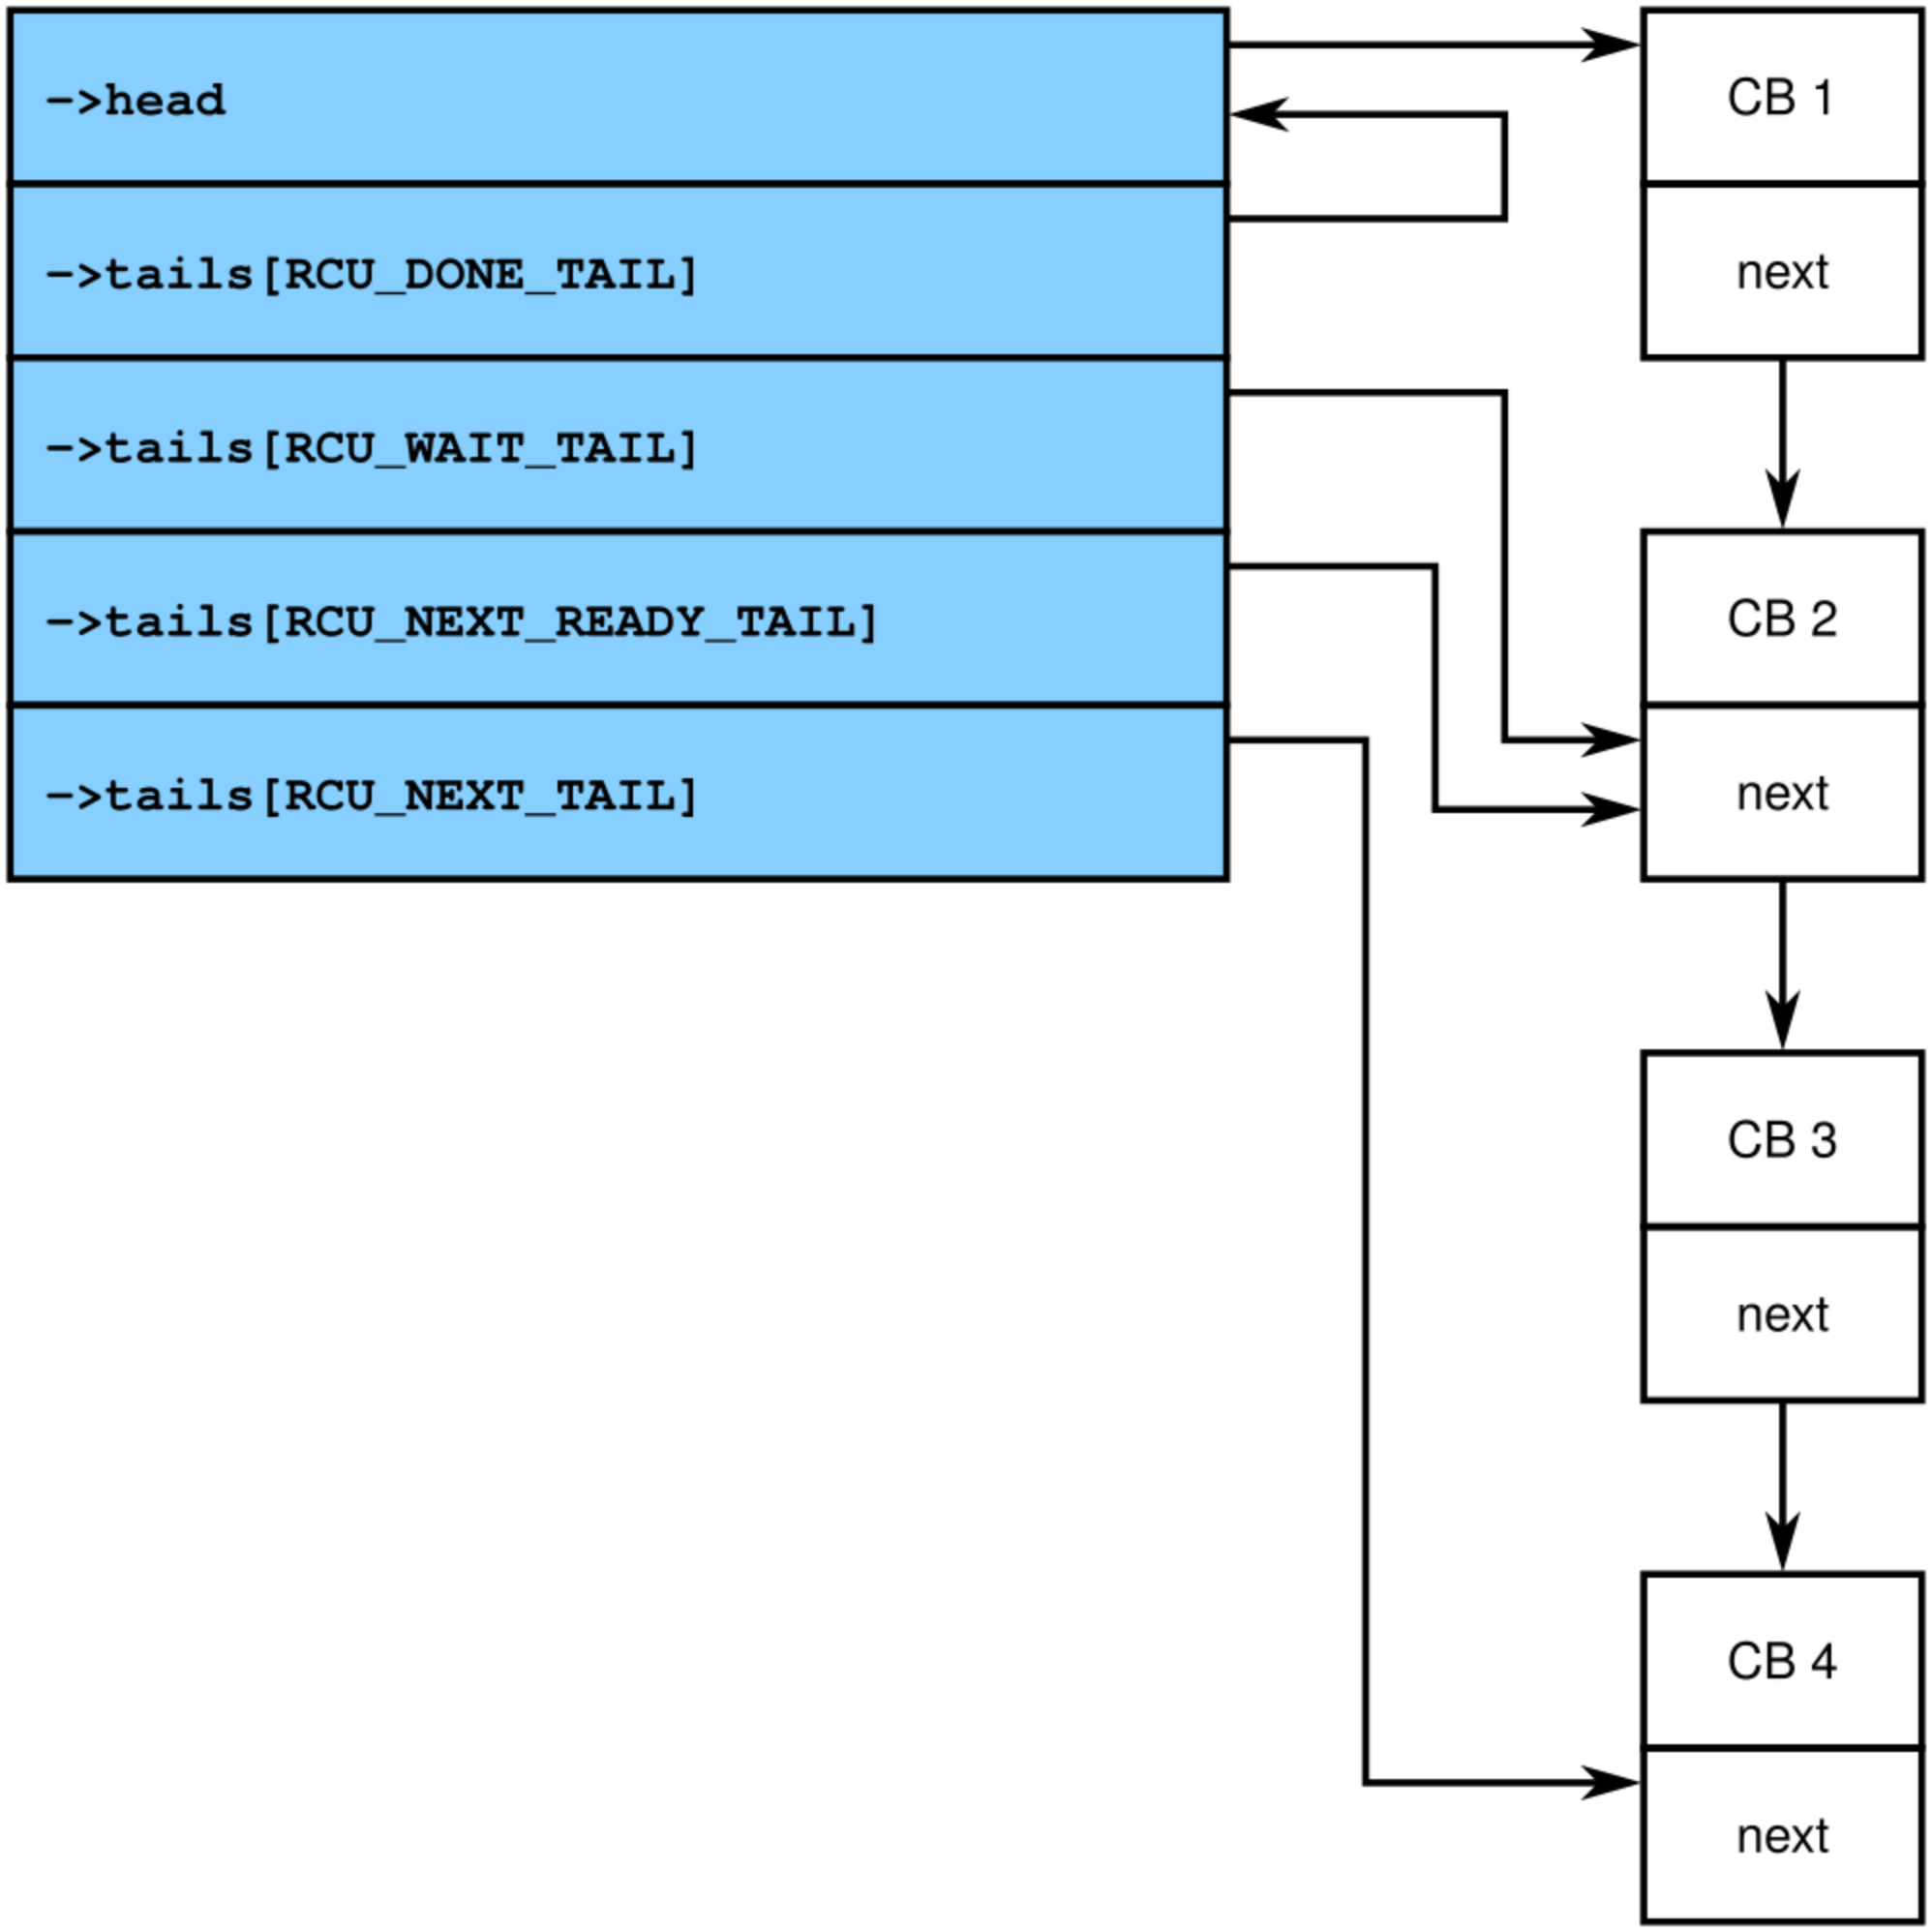 ->head
->tails[RCU_DONE_TAIL]
->tails[RCU_WAIT_TAIL]
->tails[RCU_NEXT_READY_TAIL]
->tails[RCU_NEXT_TAIL]
CB 1
next
CB 2
next
CB 3
next
CB 4
next